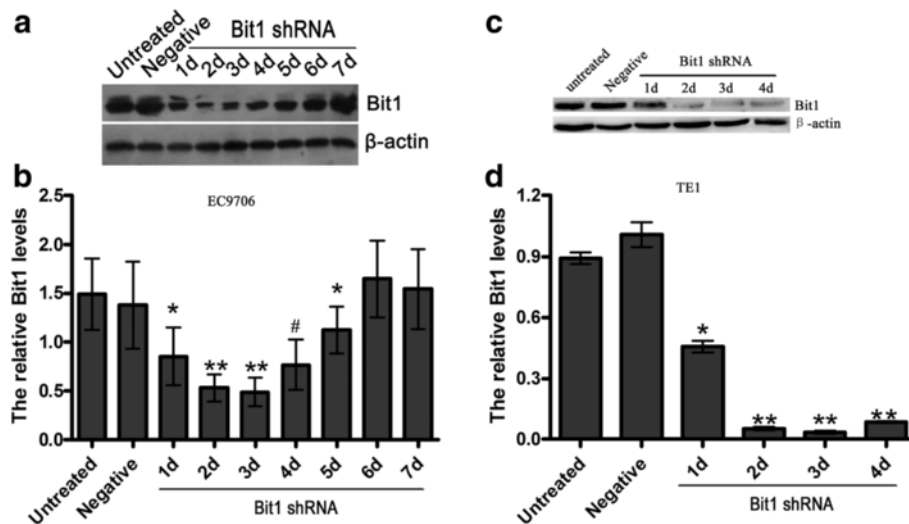 a
Bit1 shRNA
Untreated Negative 1d 2d 3d 4d 5d 6d 7d
Bit1
β-actin
b
EC9706
The relative Bit1 levels
2.5
2.0
1.5
1.0
0.5
0.0
* ** ** # *
Untreated Negative 1d 2d 3d 4d 5d 6d 7d
Bit1 shRNA
c
Bit1 shRNA
untreated Negative 1d 2d 3d 4d
Bit1
β-actin
d
TE1
The relative Bit1 levels
1.2
0.9
0.6
0.3
0.0
* ** ** **
Untreated Negative 1d 2d 3d 4d
Bit1 shRNA